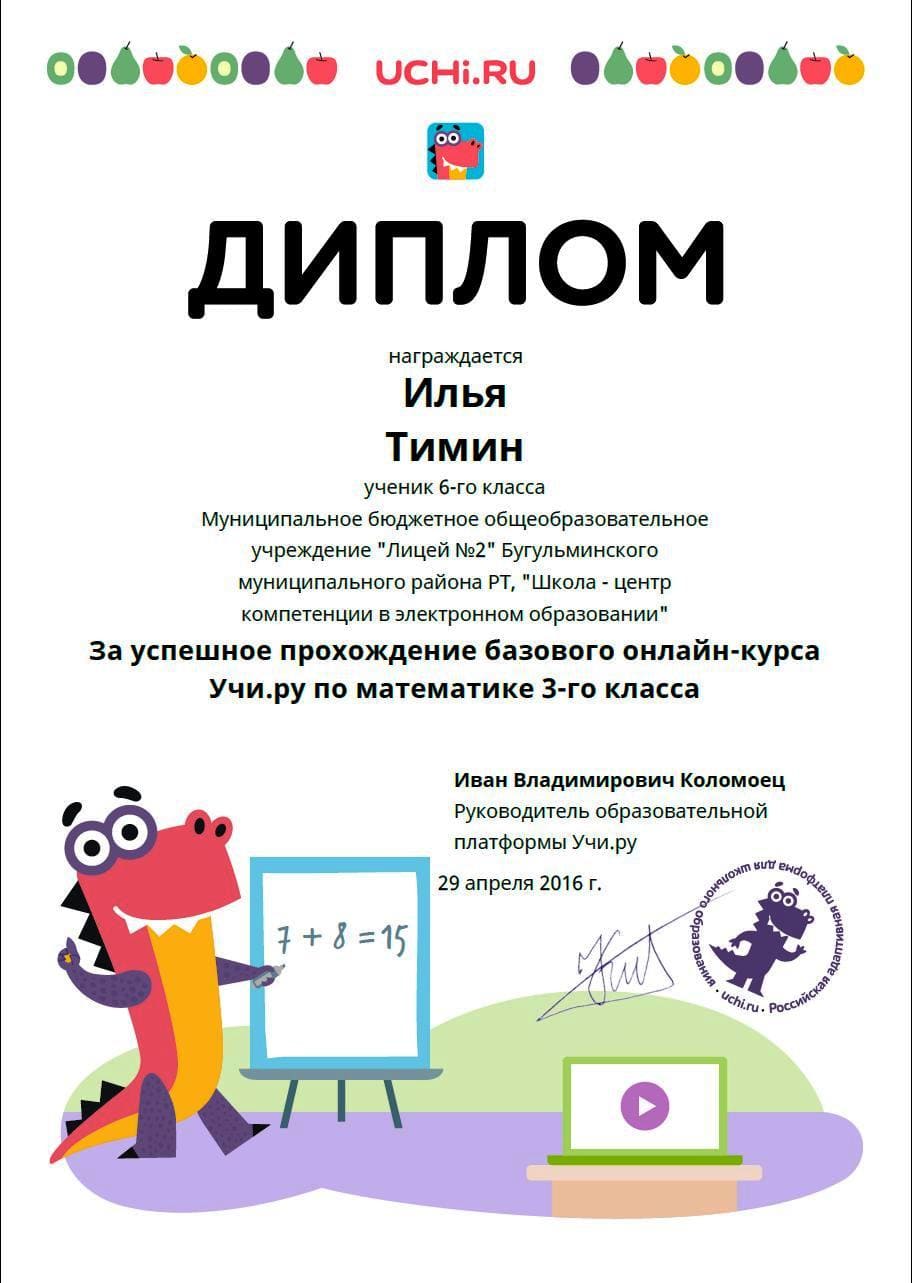 UCHi.RU
ДИПЛОМ
награждается
Илья
Тимин
ученик 6-го класса
Муниципальное бюджетное общеобразовательное
учреждение "Лицей №2" Бугульминского
муниципального района РТ, "Школа - центр
компетенции в электронном образовании"
За успешное прохождение базового онлайн-курса
Учи.ру по математике 3-го класса
Иван Владимирович Коломоец
Руководитель образовательной
платформы Учи.ру
29 апреля 2016 г.
7 + 8 = 15
Российская адаптивная платформа для школьного образования • uchi.ru •